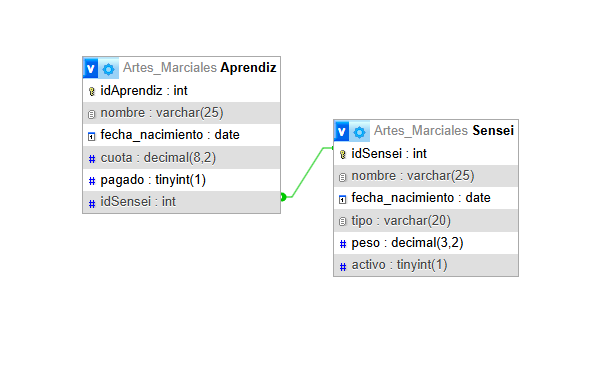 Artes_Marciales Aprendiz
idAprendiz : int
nombre : varchar(25)
fecha_nacimiento : date
cuota : decimal(8,2)
pagado : tinyint(1)
idSensei : int
Artes_Marciales Sensei
idSensei : int
nombre : varchar(25)
fecha_nacimiento : date
tipo : varchar(20)
peso : decimal(3,2)
activo : tinyint(1)